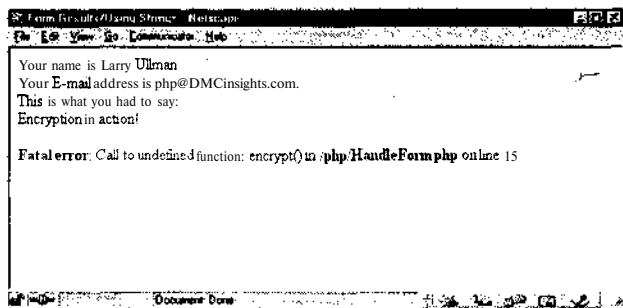 Form Results/Using Strings - Netscape
File Edit View Go Communicator Help
Your name is Larry Ullman
Your E-mail address is php@DMCinsights.com.
This is what you had to say:
Encryption in action!
Fatal error: Call to undefined function: encrypt() in /php/HandleForm.php on line 15
Document: Done